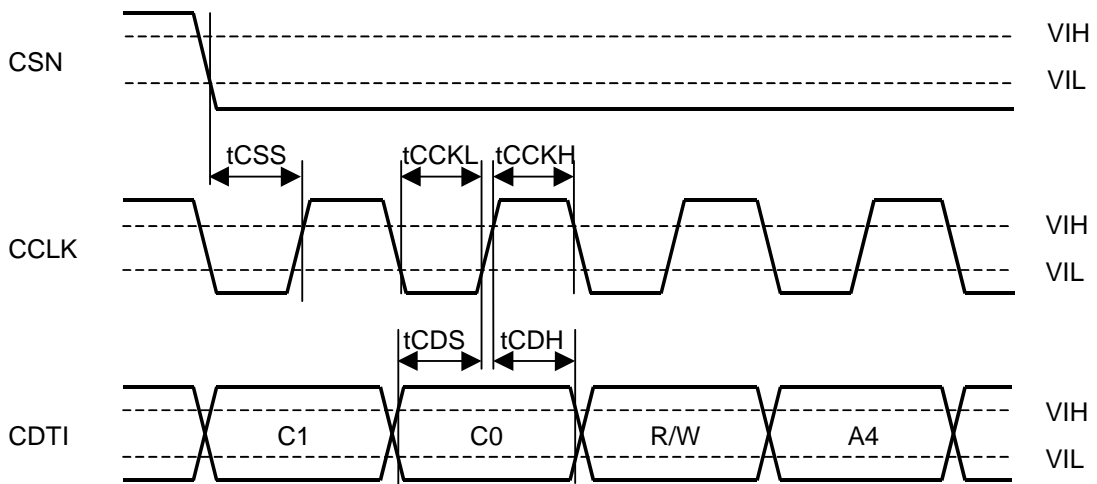 CSN
VIH
VIL
tCSS
tCCKL
tCCKH
CCLK
VIH
VIL
tCDS
tCDH
CDTI
C1
C0
R/W
A4
VIH
VIL